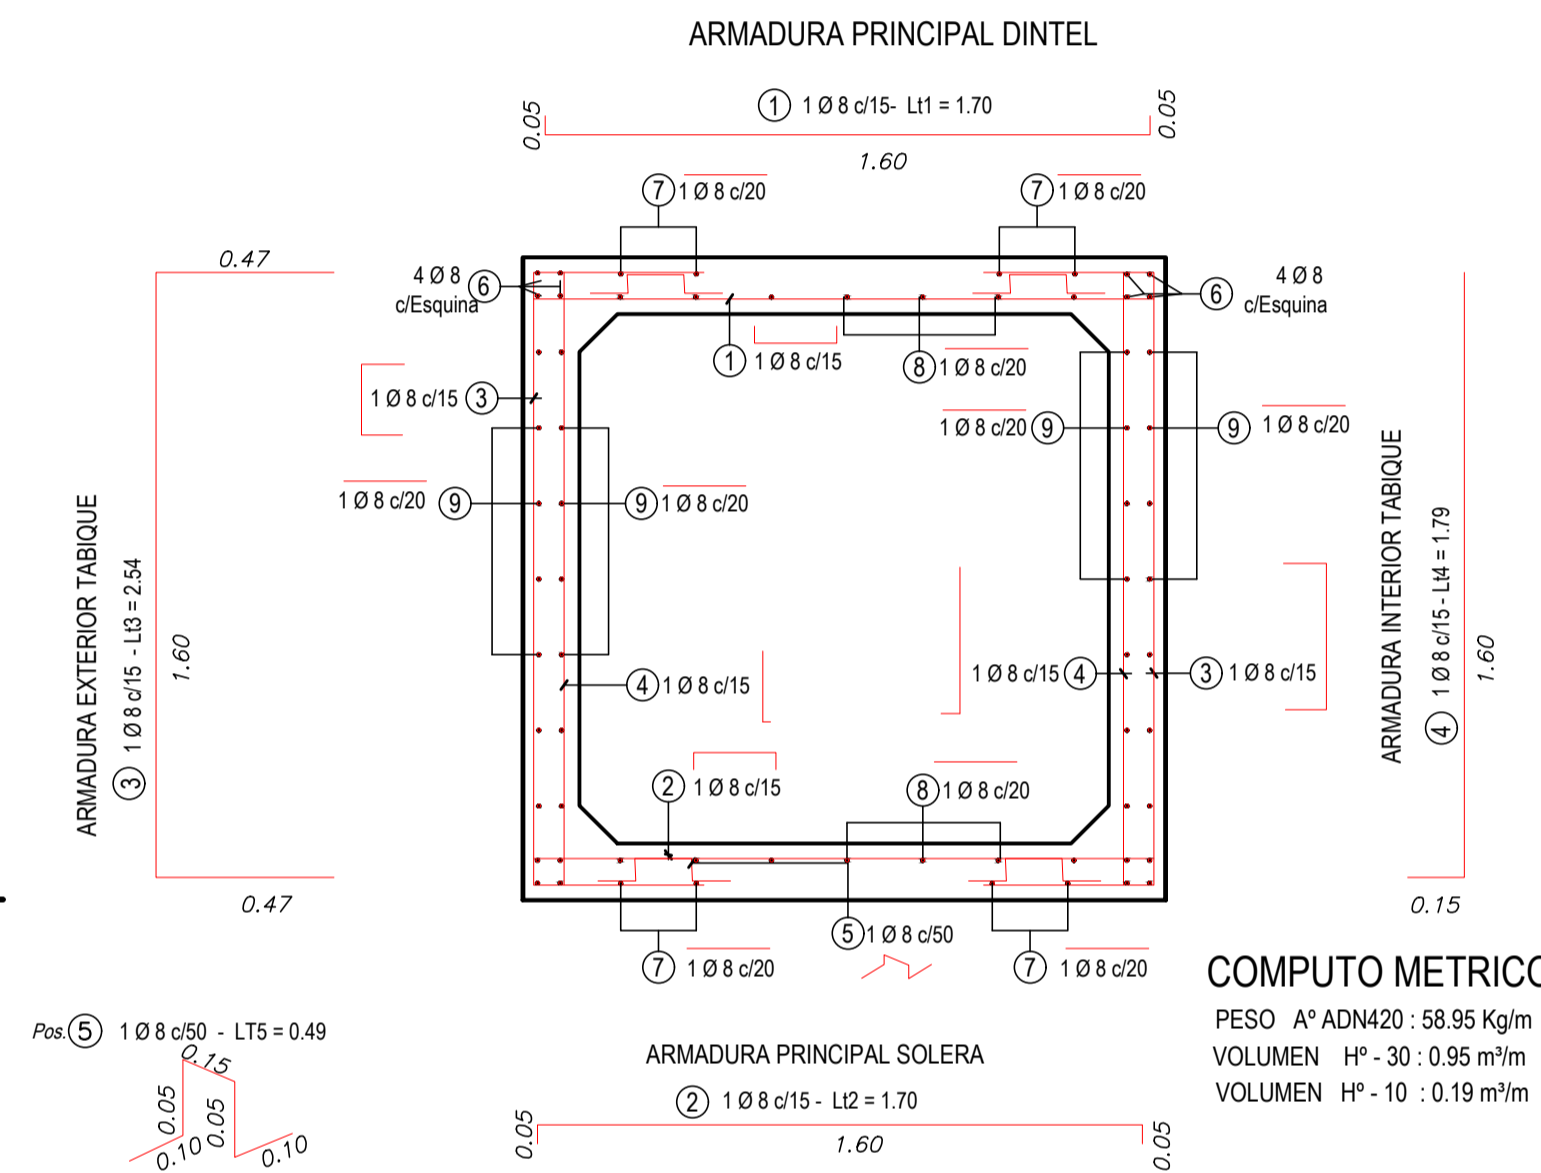 ARMADURA PRINCIPAL DINTEL
1 1 Ø 8 c/15- Lt1 = 1.70
0.05
0.05
1.60
7 1 Ø 8 c/20
7 1 Ø 8 c/20
0.47
4 Ø 8
c/Esquina
6
6
4 Ø 8
c/Esquina
1 1 Ø 8 c/15
8 1 Ø 8 c/20
1 Ø 8 c/15 3
1 Ø 8 c/20 9
9 1 Ø 8 c/20
1 Ø 8 c/20 9
9 1 Ø 8 c/20
ARMADURA EXTERIOR TABIQUE
3 1 Ø 8 c/15 - Lt3 = 2.54
1.60
ARMADURA INTERIOR TABIQUE
4 1 Ø 8 c/15 - Lt4 = 1.79
1.60
4 1 Ø 8 c/15
1 Ø 8 c/15 4
3 1 Ø 8 c/15
2 1 Ø 8 c/15
8 1 Ø 8 c/20
0.47
0.15
5 1 Ø 8 c/50
7 1 Ø 8 c/20
7 1 Ø 8 c/20
COMPUTO METRICO
PESO Aº ADN420 : 58.95 Kg/m
VOLUMEN Hº - 30 : 0.95 m³/m
VOLUMEN Hº - 10 : 0.19 m³/m
Pos. 5 1 Ø 8 c/50 - LT5 = 0.49
0.15
0.05
0.05
0.10
0.10
ARMADURA PRINCIPAL SOLERA
2 1 Ø 8 c/15 - Lt2 = 1.70
0.05
1.60
0.05